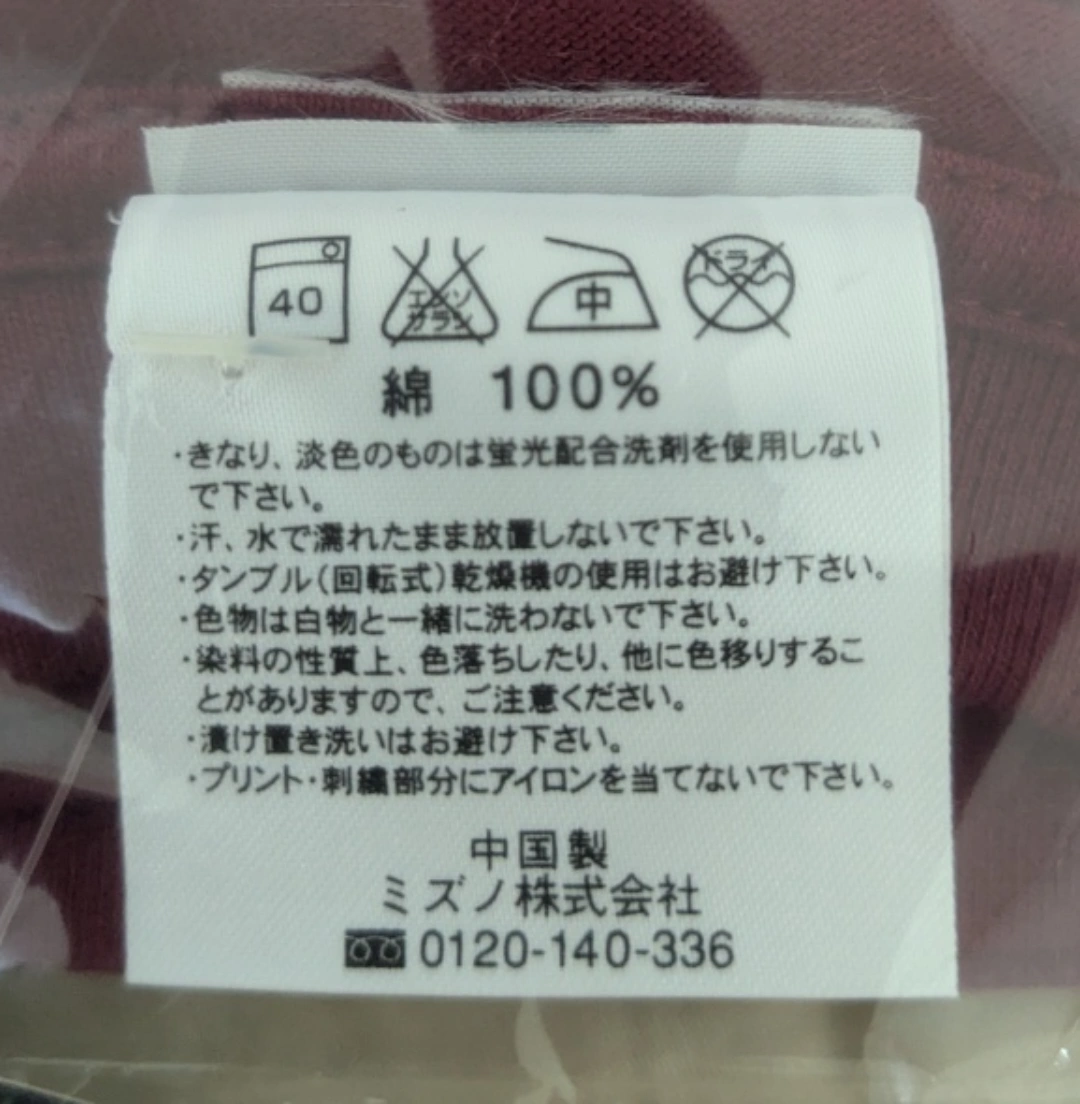 40
エンソ
サラシ
中
ドライ
綿 100%
・きなり、淡色のものは蛍光配合洗剤を使用しない
で下さい。
・汗、水で濡れたまま放置しないで下さい。
・タンブル(回転式)乾燥機の使用はお避け下さい。
・色物は白物と一緒に洗わないで下さい。
・染料の性質上、色落ちしたり、他に色移りするこ
とがありますので、ご注意ください。
・漬け置き洗いはお避け下さい。
・プリント・刺繍部分にアイロンを当てないで下さい。
中国製
ミズノ株式会社
0120-140-336